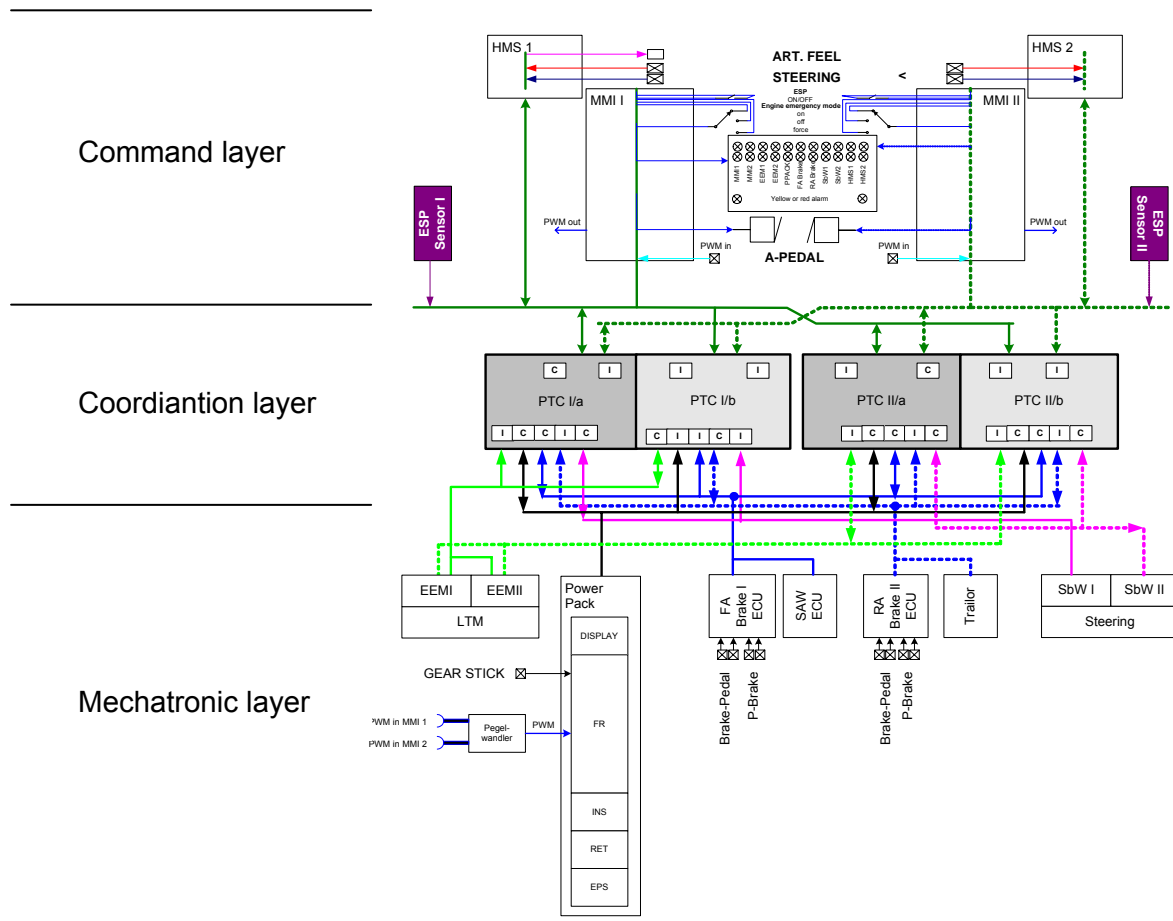 Command layer
HMS 1
ART. FEEL
STEERING
<
HMS 2
MMI I
ESP
ON/OFF
Engine emergency mode
on
off
force
MMI II
MMI1
MMI2
EEM1
EEM2
PPACK
FA Brake
RA Brake
SbW1
SbW2
HMS1
HMS2
Yellow or red alarm
ESP
Sensor I
ESP
Sensor II
PWM out
PWM in
A-PEDAL
PWM in
PWM out
Coordiantion layer
C I I I I C I I
PTC I/a
PTC I/b
PTC II/a
PTC II/b
I C C I C
C I I C I
I C C I C
I C C I C
Mechatronic layer
EEMI
EEMII
LTM
Power
Pack
DISPLAY
FR
INS
RET
EPS
FA
Brake I
ECU
SAW
ECU
RA
Brake II
ECU
Trailor
SbW I
SbW II
Steering
GEAR STICK
Brake-Pedal
P-Brake
Brake-Pedal
P-Brake
PWM in MMI 1
PWM in MMI 2
Pegel-
wandler
PWM